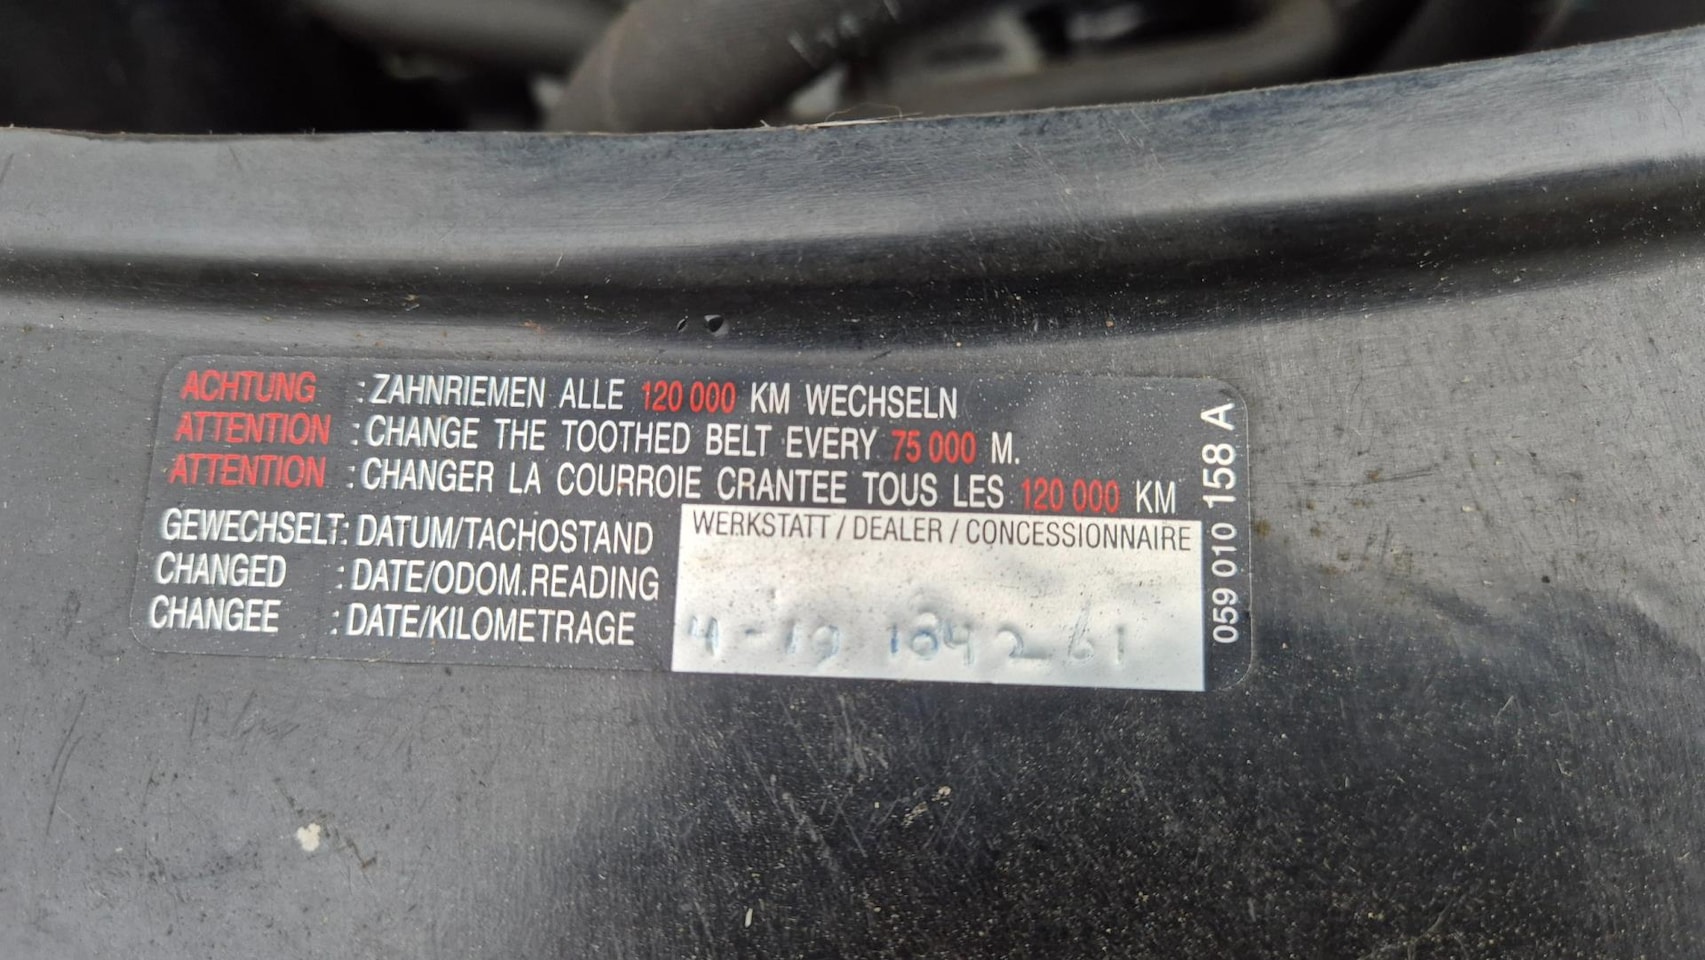 ACHTUNG : ZAHNRIEMEN ALLE 120 000 KM WECHSELN
ATTENTION : CHANGE THE TOOTHED BELT EVERY 75 000 M.
ATTENTION : CHANGER LA COURROIE CRANTEE TOUS LES 120 000 KM
GEWECHSELT: DATUM/TACHOSTAND
CHANGED : DATE/ODOM.READING
CHANGEE : DATE/KILOMETRAGE
WERKSTATT / DEALER / CONCESSIONNAIRE
4-19 184261
059 010 158 A